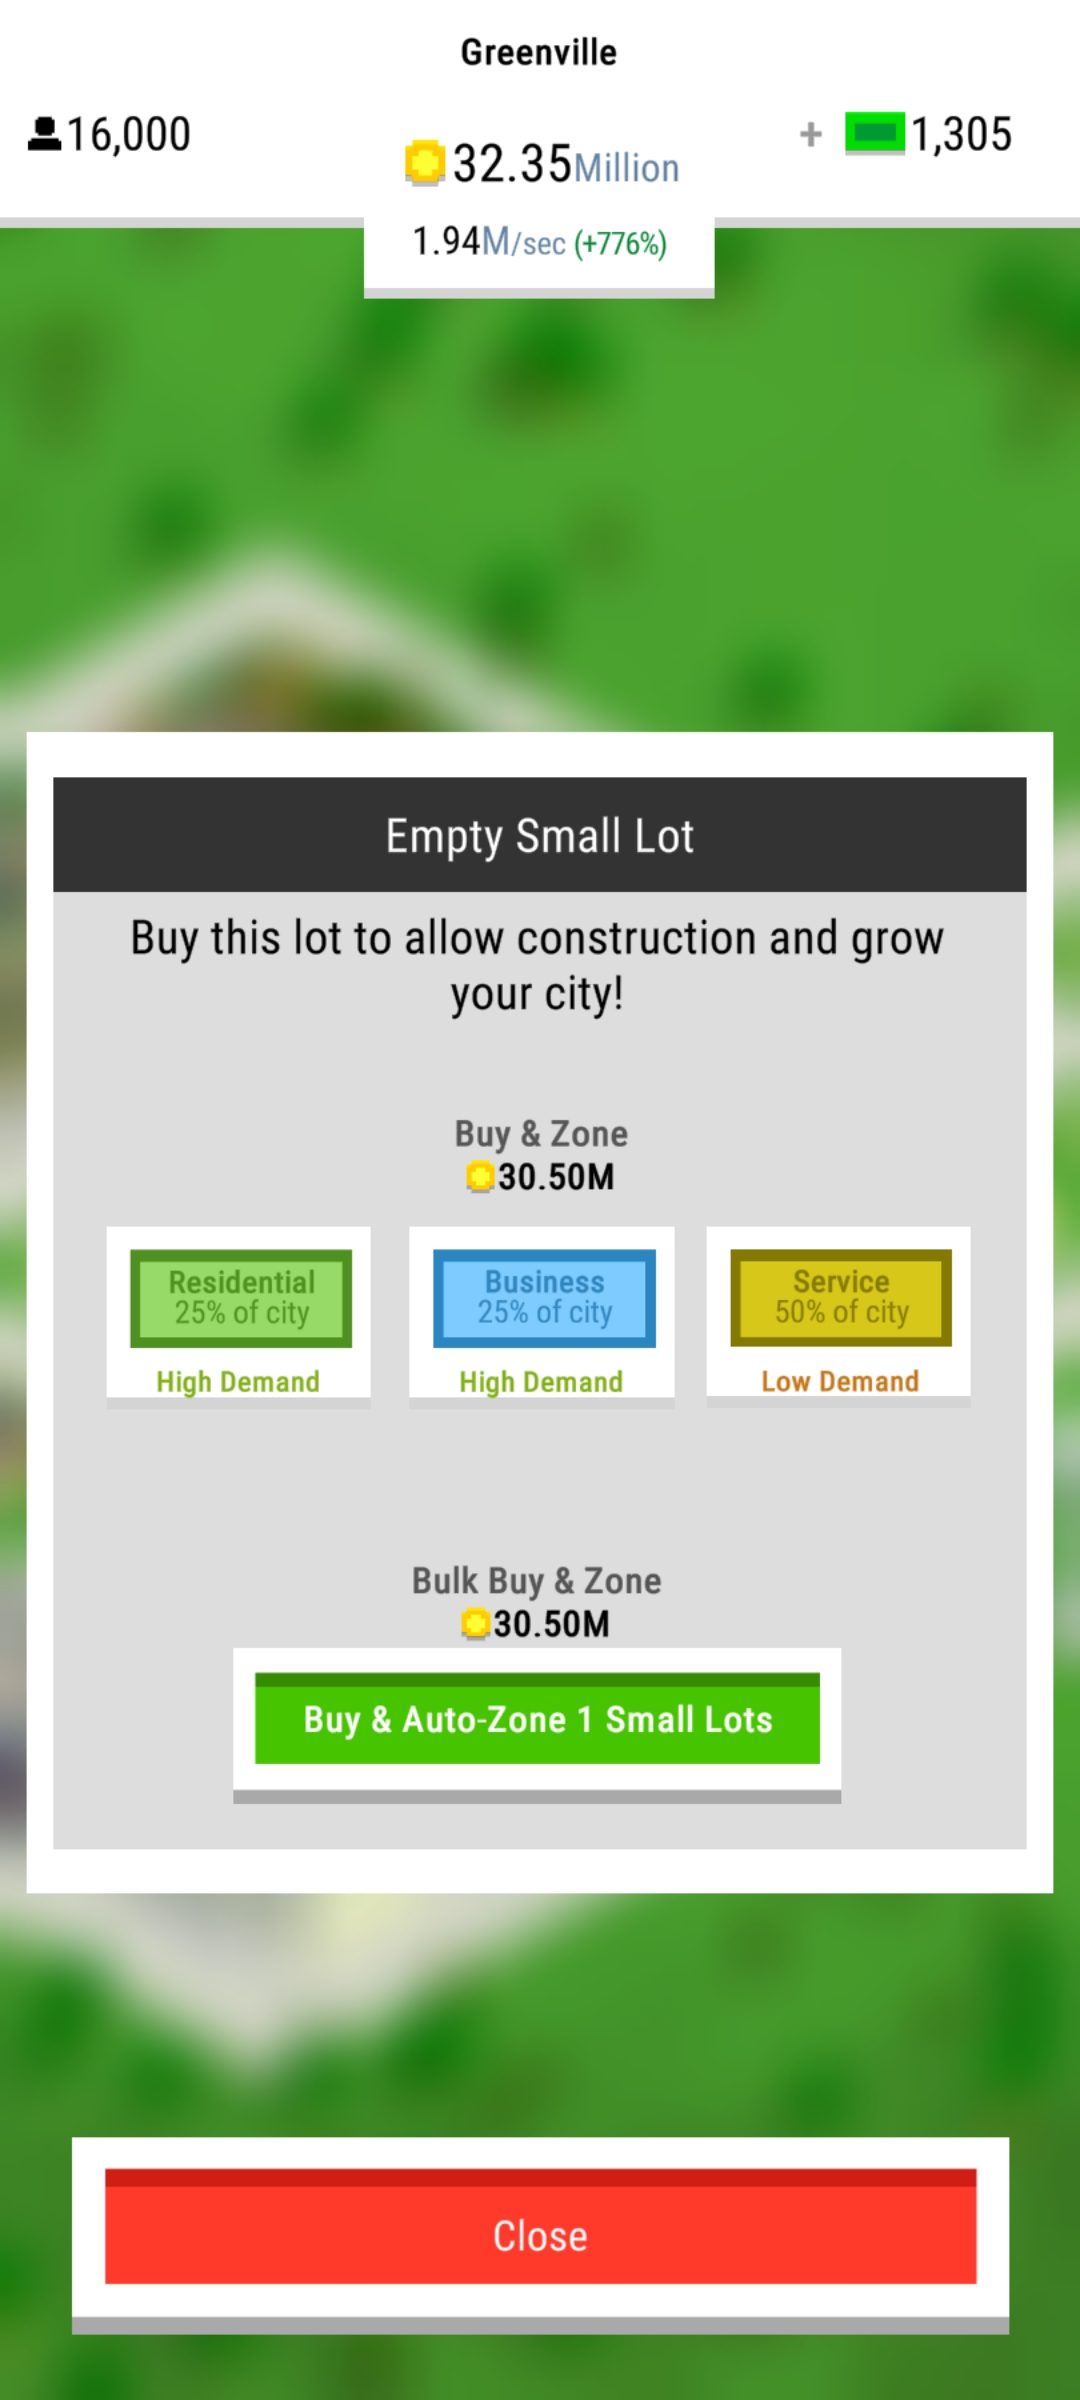 Greenville
16,000
+ 1,305
32.35Million
1.94M/sec (+776%)
Empty Small Lot
Buy this lot to allow construction and grow
your city!
Buy & Zone
30.50M
Residential
25% of city
High Demand
Business
25% of city
High Demand
Service
50% of city
Low Demand
Bulk Buy & Zone
30.50M
Buy & Auto-Zone 1 Small Lots
Close